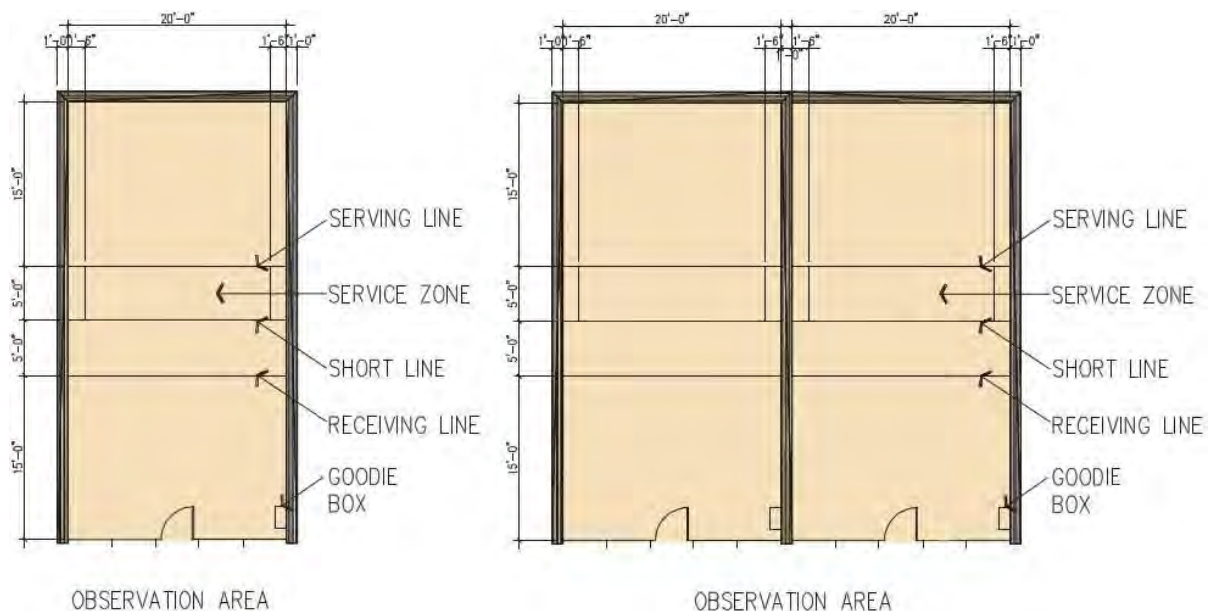 20'-0"
1'-0"
1'-6"
1'-6"
1'-0"
15'-0"
5'-0"
5'-0"
15'-0"
SERVING LINE
SERVICE ZONE
SHORT LINE
RECEIVING LINE
GOODIE
BOX
OBSERVATION AREA
20'-0"
20'-0"
1'-0"
1'-6"
1'-6"
1'-0"
1'-6"
1'-6"
1'-0"
15'-0"
5'-0"
5'-0"
15'-0"
SERVING LINE
SERVICE ZONE
SHORT LINE
RECEIVING LINE
GOODIE
BOX
OBSERVATION AREA